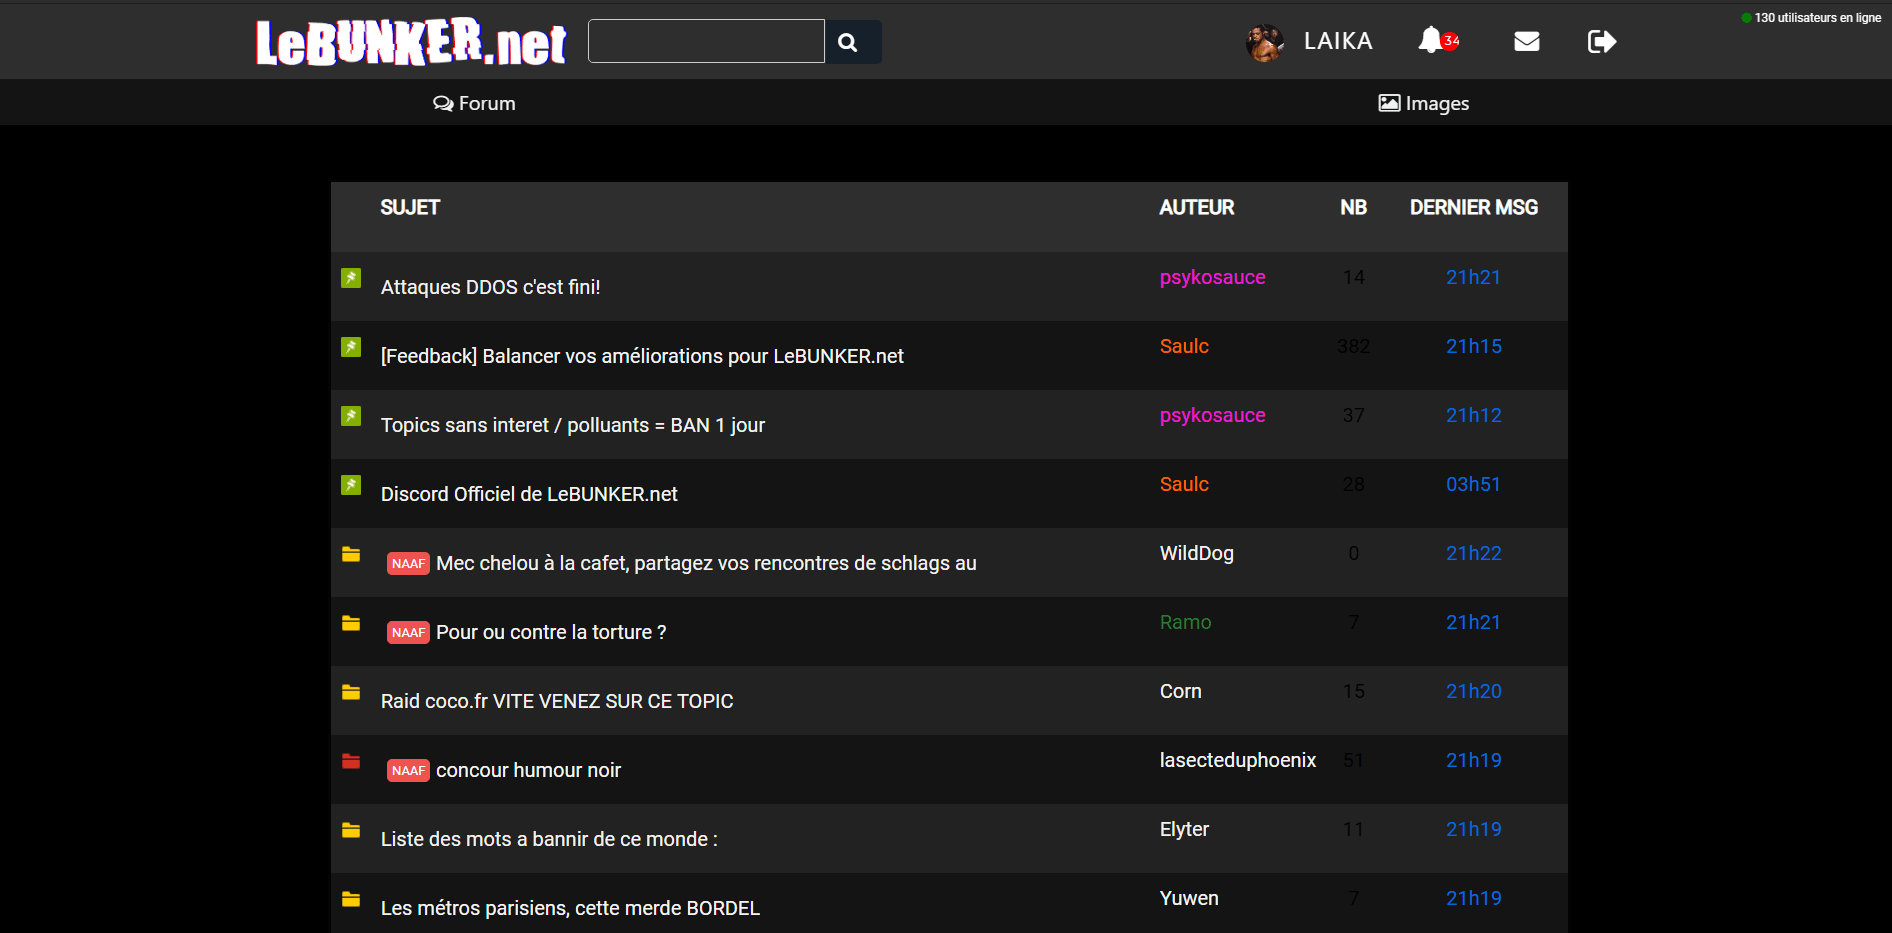 130 utilisateurs en ligne
LeBUNKER.net
LAIKA
34
Forum
Images
SUJET AUTEUR NB DERNIER MSG
Attaques DDOS c'est fini! psykosauce 14 21h21
[Feedback] Balancer vos améliorations pour LeBUNKER.net Saulc 382 21h15
Topics sans interet / polluants = BAN 1 jour psykosauce 37 21h12
Discord Officiel de LeBUNKER.net Saulc 28 03h51
NAAF Mec chelou à la cafet, partagez vos rencontres de schlags au WildDog 0 21h22
NAAF Pour ou contre la torture ? Ramo 7 21h21
Raid coco.fr VITE VENEZ SUR CE TOPIC Corn 15 21h20
NAAF concour humour noir lasecteduphoenix 51 21h19
Liste des mots a bannir de ce monde : Elyter 11 21h19
Les métros parisiens, cette merde BORDEL Yuwen 7 21h19